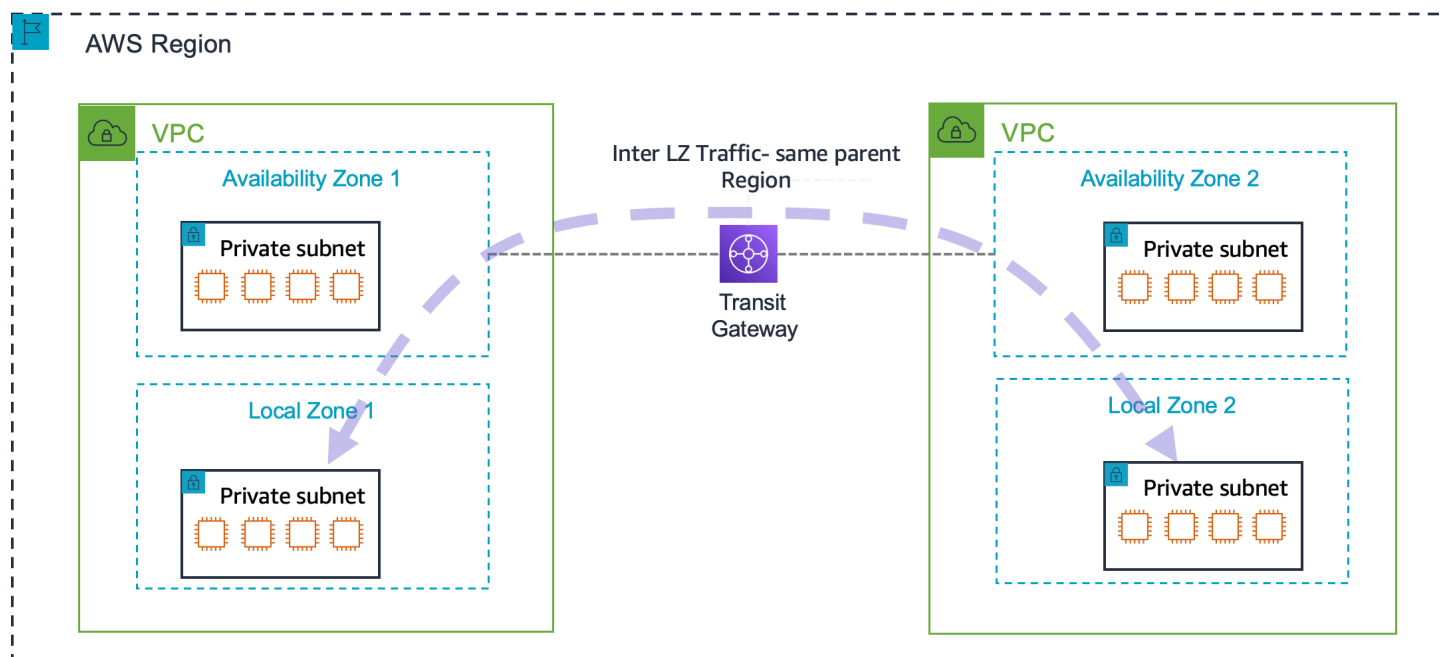 AWS Region
VPC
Availability Zone 1
Private subnet
Local Zone 1
Private subnet
Inter LZ Traffic- same parent
Region
Transit
Gateway
VPC
Availability Zone 2
Private subnet
Local Zone 2
Private subnet